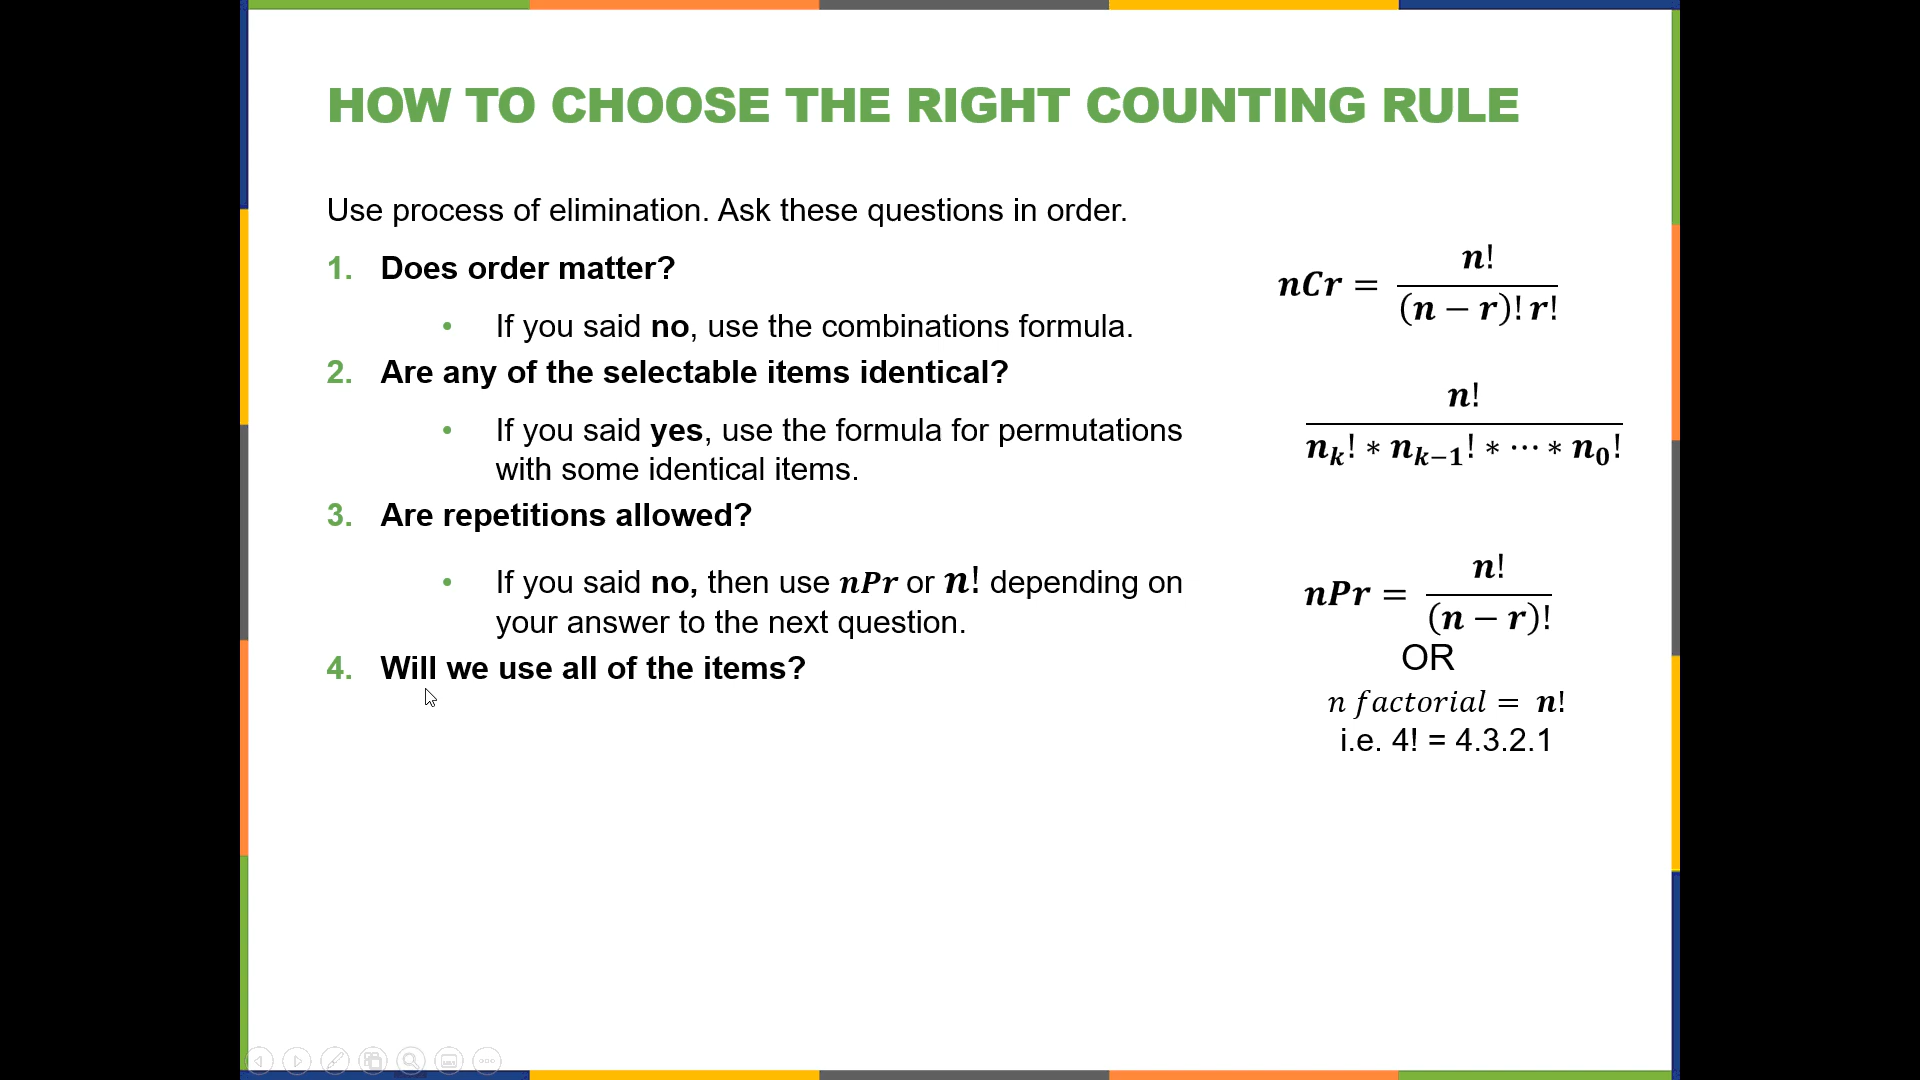 HOW TO CHOOSE THE RIGHT COUNTING RULE
Use process of elimination. Ask these questions in order.
1. Does order matter?
• If you said no, use the combinations formula.
nCr = n! / (n − r)! r!
2. Are any of the selectable items identical?
• If you said yes, use the formula for permutations
with some identical items.
n! / nₖ! ∗ nₖ₋₁! ∗ ⋯ ∗ n₀!
3. Are repetitions allowed?
• If you said no, then use nPr or n! depending on
your answer to the next question.
nPr = n! / (n − r)!
OR
4. Will we use all of the items?
n factorial = n!
i.e. 4! = 4.3.2.1